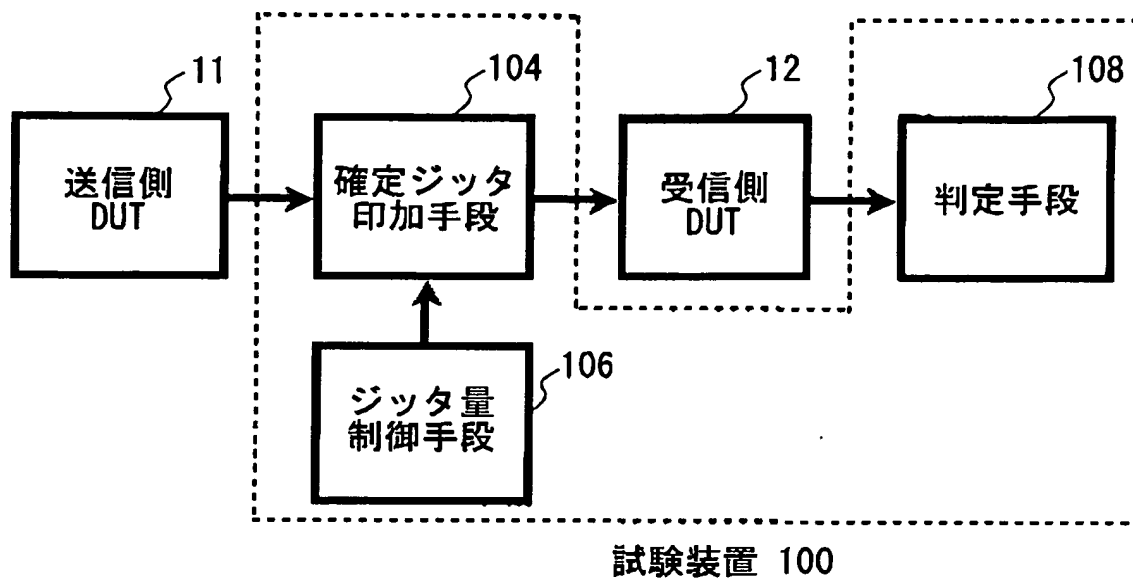 11
104
12
108
送信側
DUT
確定ジッタ
印加手段
受信側
DUT
判定手段
106
ジッタ量
制御手段
試験装置 100